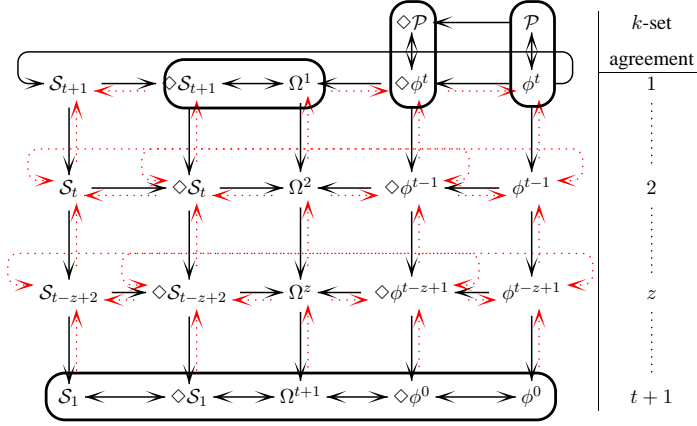 ◇𝒫 𝒫 k-set
agreement
𝒮_{t+1} ◇𝒮_{t+1} Ω^1 ◇ϕ^t ϕ^t 1
𝒮_t ◇𝒮_t Ω^2 ◇ϕ^{t−1} ϕ^{t−1} 2
𝒮_{t−z+2} ◇𝒮_{t−z+2} Ω^z ◇ϕ^{t−z+1} ϕ^{t−z+1} z
𝒮_1 ◇𝒮_1 Ω^{t+1} ◇ϕ^0 ϕ^0 t + 1